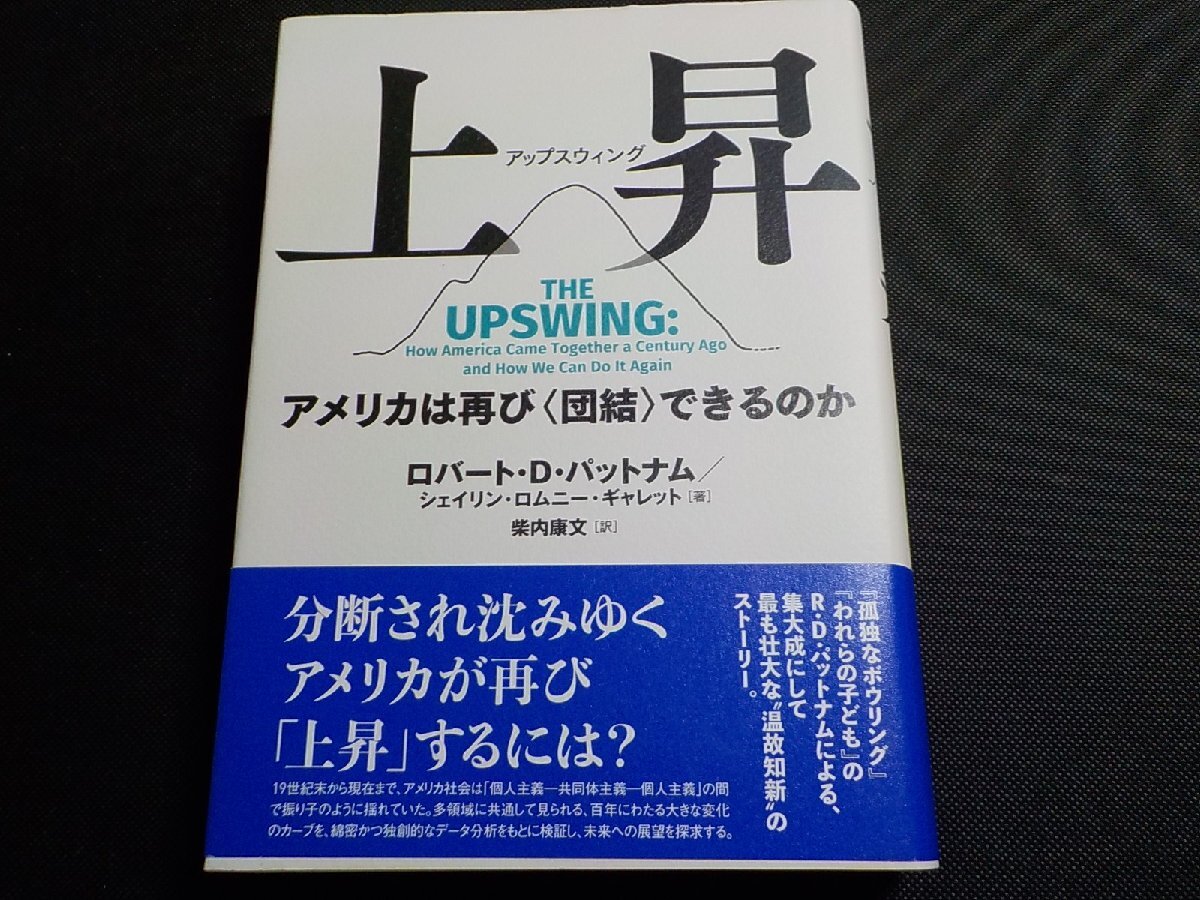 上昇
アップスウィング
THE
UPSWING:
How America Came Together a Century Ago
and How We Can Do It Again
アメリカは再び〈団結〉できるのか
ロバート・D・パットナム／
シェイリン・ロムニー・ギャレット［著］
柴内康文［訳］
分断され沈みゆく
アメリカが再び
「上昇」するには？
19世紀末から現在まで、アメリカ社会は「個人主義―共同体主義―個人主義」の間
で振り子のように揺れていた。多領域に共通して見られる、百年にわたる大きな変化
のカーブを、綿密かつ独創的なデータ分析をもとに検証し、未来への展望を探求する。
『孤独なボウリング』
『われらの子ども』の
R・D・パットナムによる、
集大成にして
最も壮大な“温故知新”の
ストーリー。